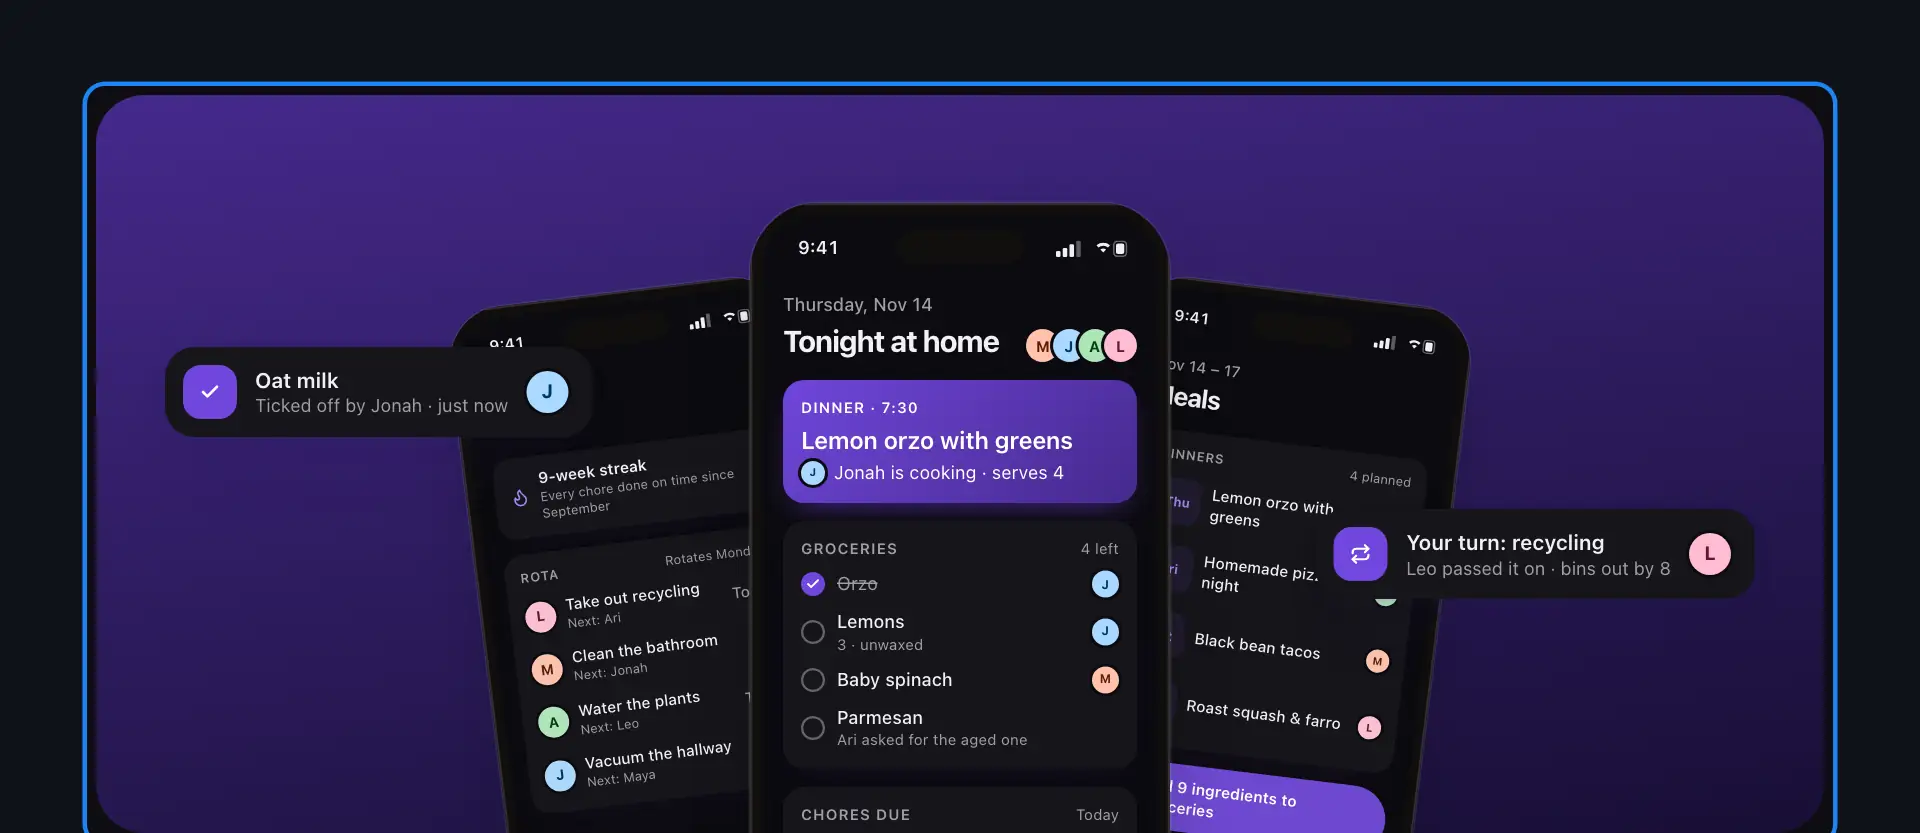 9:41
Oat milk
Ticked off by Jonah · just now
J
9-week streak
Every chore done on time since
September
ROTA
L
Take out recycling
Next: Ari
M
Clean the bathroom
Next: Jonah
A
Water the plants
Next: Leo
J
Vacuum the hallway
Next: Maya
9:41
Thursday, Nov 14
Tonight at home
M J A L
DINNER · 7:30
Lemon orzo with greens
J Jonah is cooking · serves 4
GROCERIES 4 left
Orzo J
Lemons J
3 · unwaxed
Baby spinach M
Parmesan
Ari asked for the aged one
CHORES DUE Today
9:41
14 – 17
4 planned
Lemon orzo with
greens
Homemade
night
Black bean tacos M
Roast squash & farro L
9 ingredients to
Your turn: recycling
Leo passed it on · bins out by 8
L